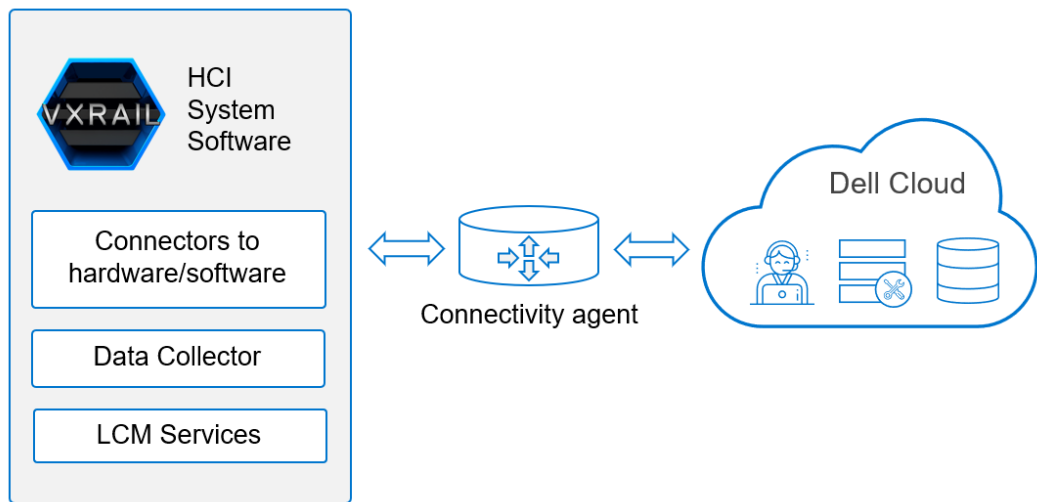 VXRAIL
HCI
System
Software
Connectors to
hardware/software
Data Collector
LCM Services
Connectivity agent
Dell Cloud